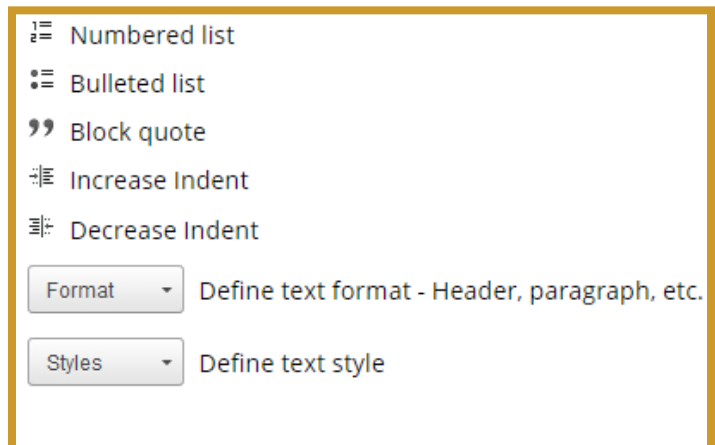 Numbered list
Bulleted list
Block quote
Increase Indent
Decrease Indent
Format Define text format - Header, paragraph, etc.
Styles Define text style